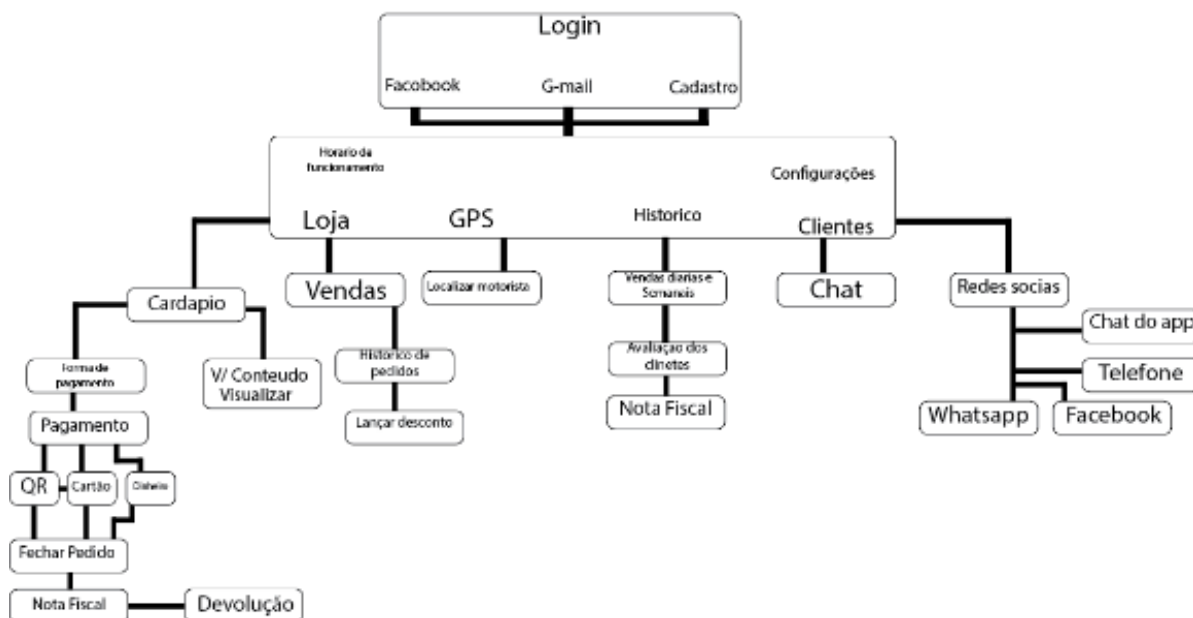 Login
Facobook
G-mail
Cadastro
Horario de
funcionamento
Configurações
Loja
GPS
Historico
Clientes
Cardapio
Vendas
Localizar motorista
Vendas diarias e
Semanais
Chat
Redes socias
Chat do app
Forma de
pagamento
V/ Conteudo
Visualizar
Historico de
pedidos
Avaliaçao dos
clinetes
Telefone
Pagamento
Lançar desconto
Nota Fiscal
Whatsapp
Facebook
QR
Cartão
Dinheiro
Fechar Pedido
Nota Fiscal
Devolução